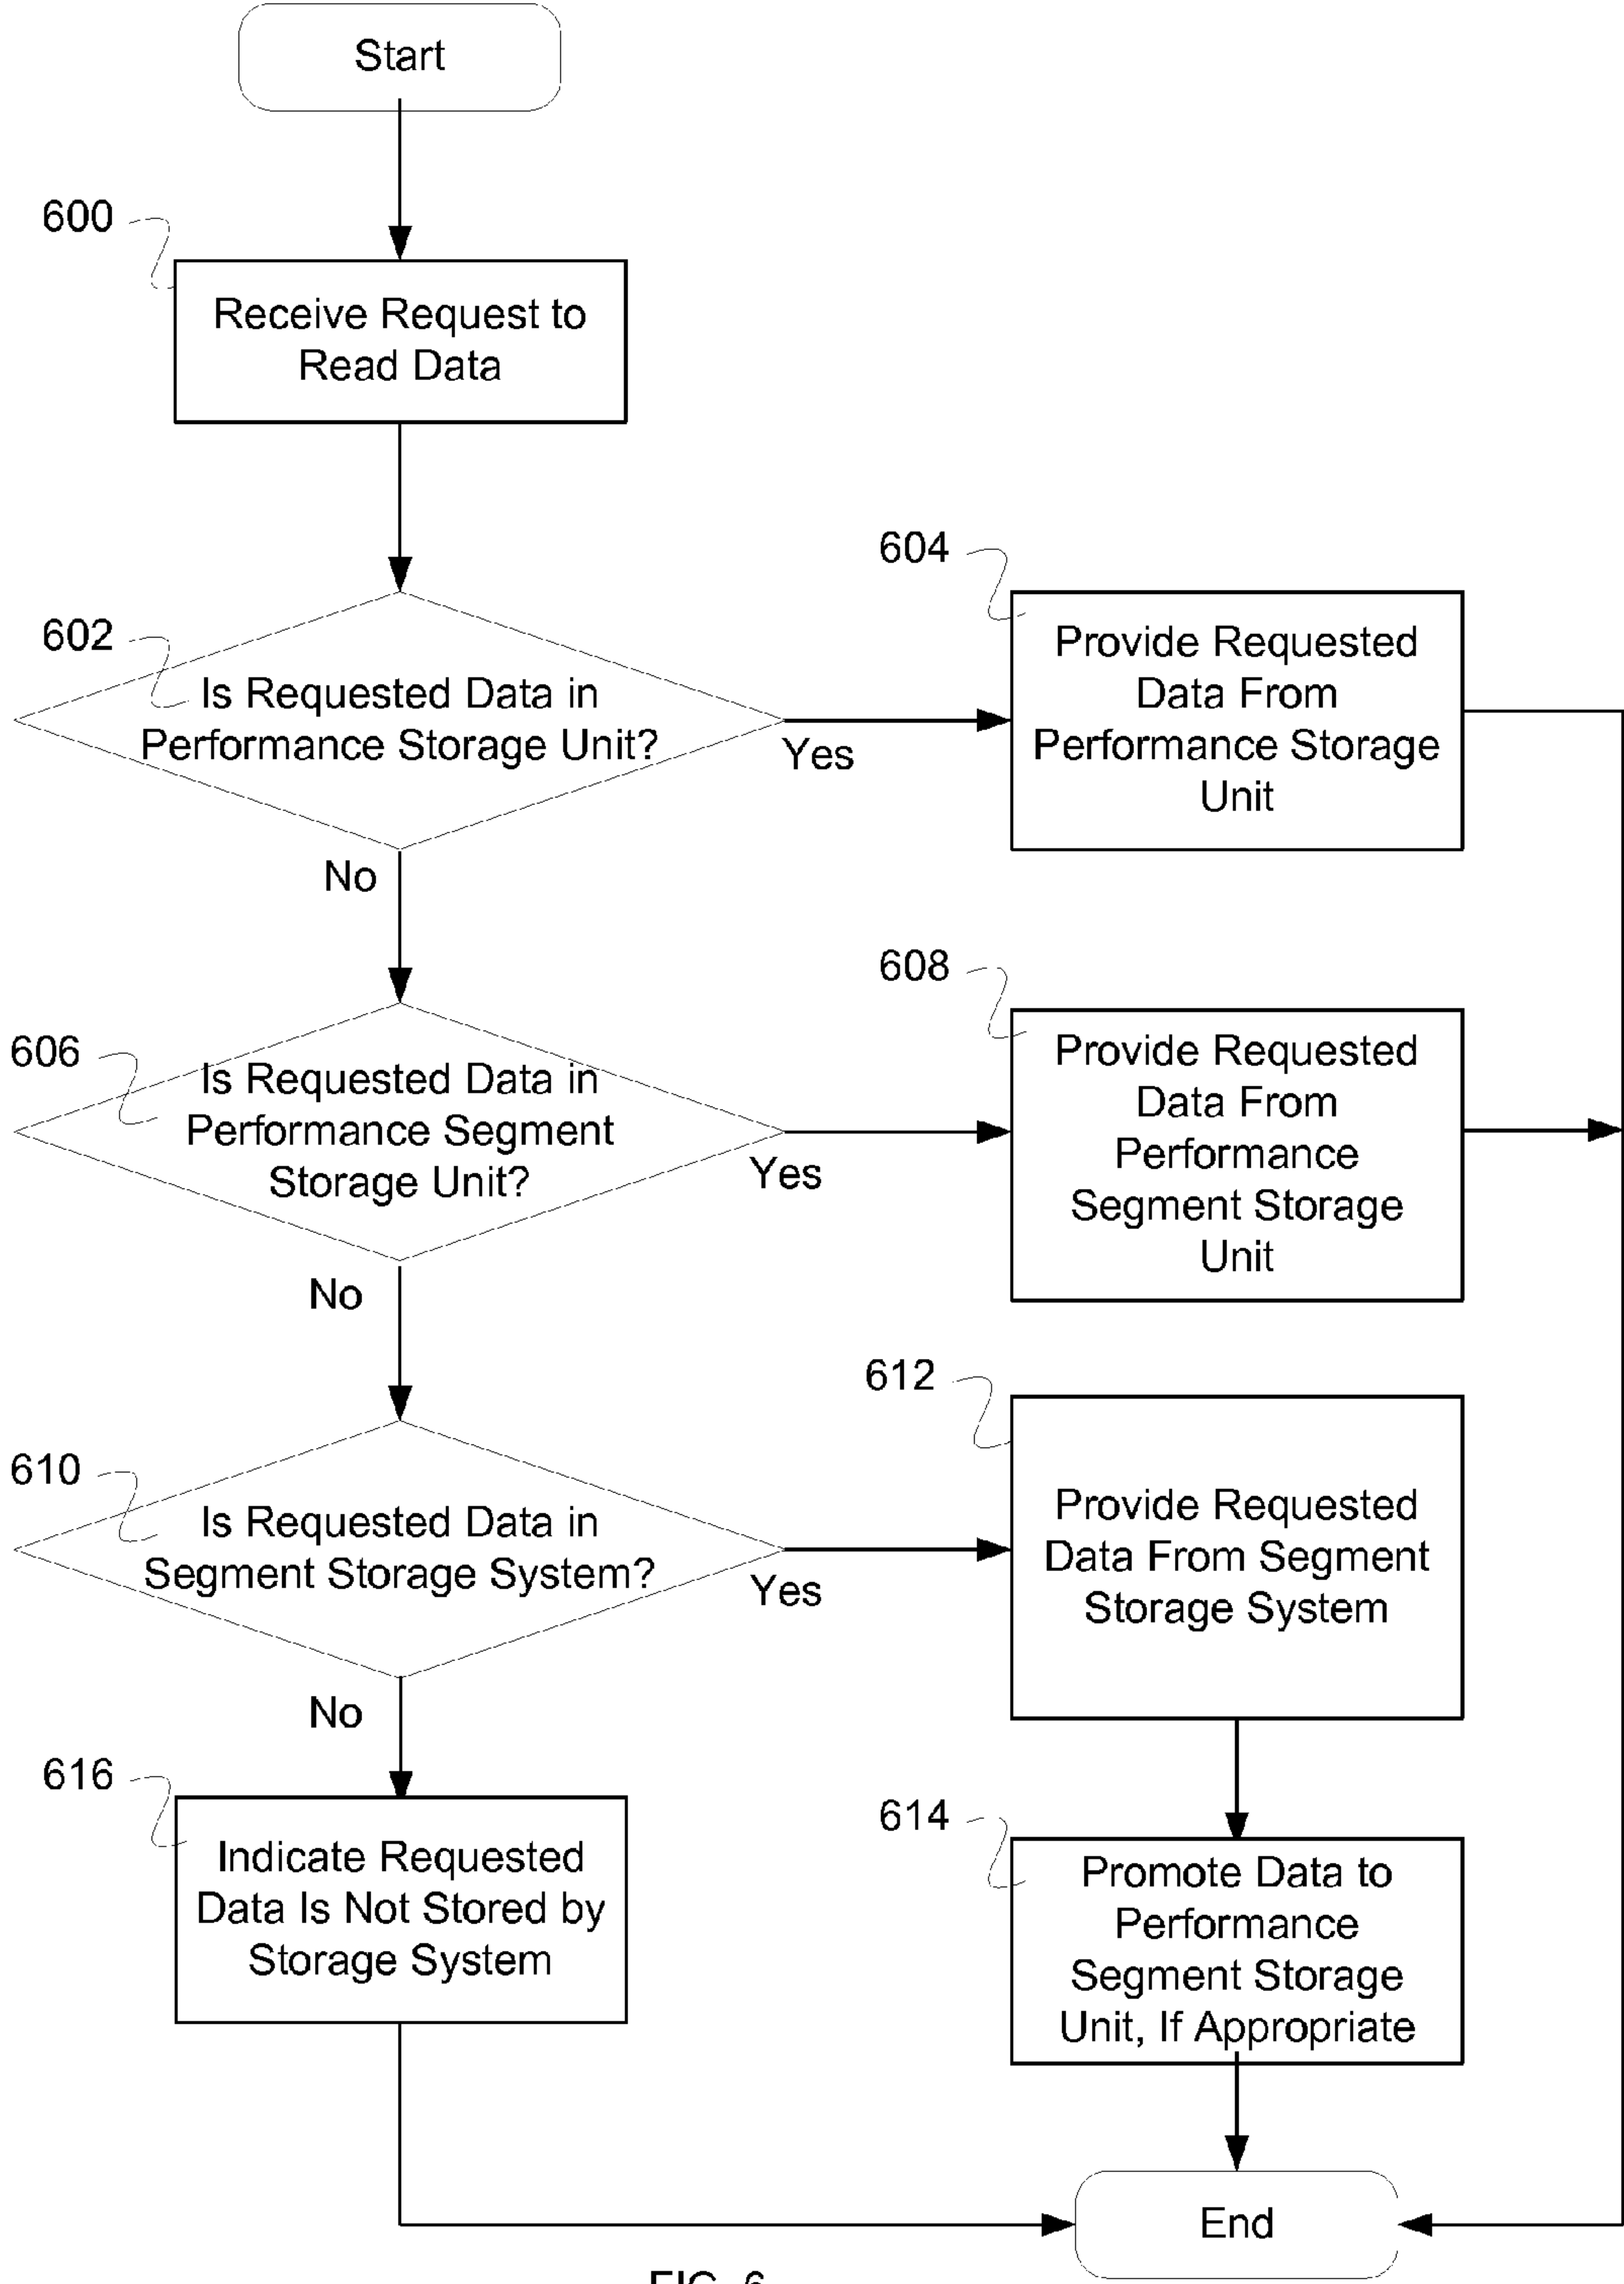 Start
600
Receive Request to
Read Data
602
Is Requested Data in
Performance Storage Unit?
Yes
No
604
Provide Requested
Data From
Performance Storage
Unit
606
Is Requested Data in
Performance Segment
Storage Unit?
Yes
No
608
Provide Requested
Data From
Performance
Segment Storage
Unit
610
Is Requested Data in
Segment Storage System?
Yes
No
612
Provide Requested
Data From Segment
Storage System
614
Promote Data to
Performance
Segment Storage
Unit, If Appropriate
616
Indicate Requested
Data Is Not Stored by
Storage System
End
FIG. 6